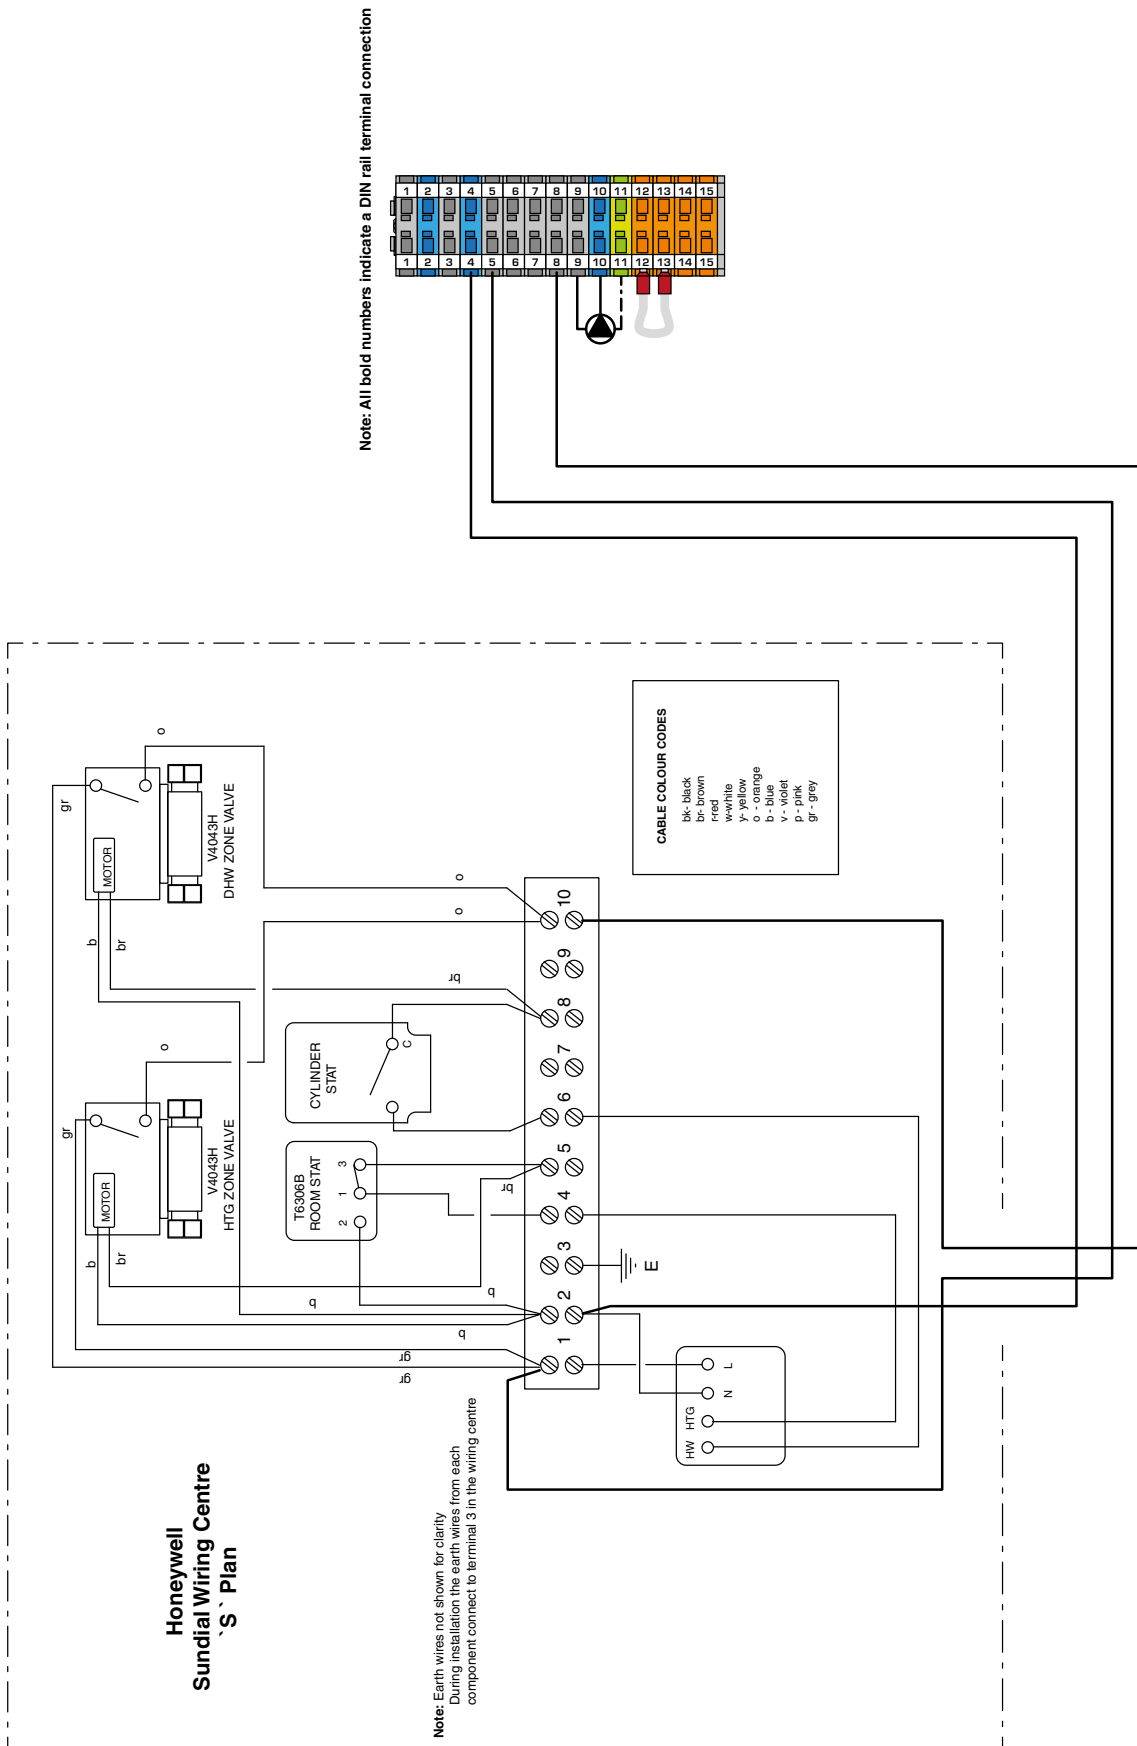 Note: All bold numbers indicate a DIN rail terminal connection
1 2 3 4 5 6 7 8 9 10 11 12 13 14 15
1 2 3 4 5 6 7 8 9 10 11 12 13 14 15
Honeywell
Sundial Wiring Centre
`S` Plan
gr
gr
MOTOR
MOTOR
b
br
b
br
o
o
V4043H
HTG ZONE VALVE
V4043H
DHW ZONE VALVE
T6306B
ROOM STAT
2 1 3
CYLINDER
STAT
C
gr
gr
b
b
b
br
br
o
o
1 2 3 4 5 6 7 8 9 10
E
HW HTG N L
Note: Earth wires not shown for clarity
During installation the earth wires from each
component connect to terminal 3 in the wiring centre
CABLE COLOUR CODES
bk- black
br- brown
r-red
w-white
y- yellow
o - orange
b - blue
v - violet
p - pink
gr - grey